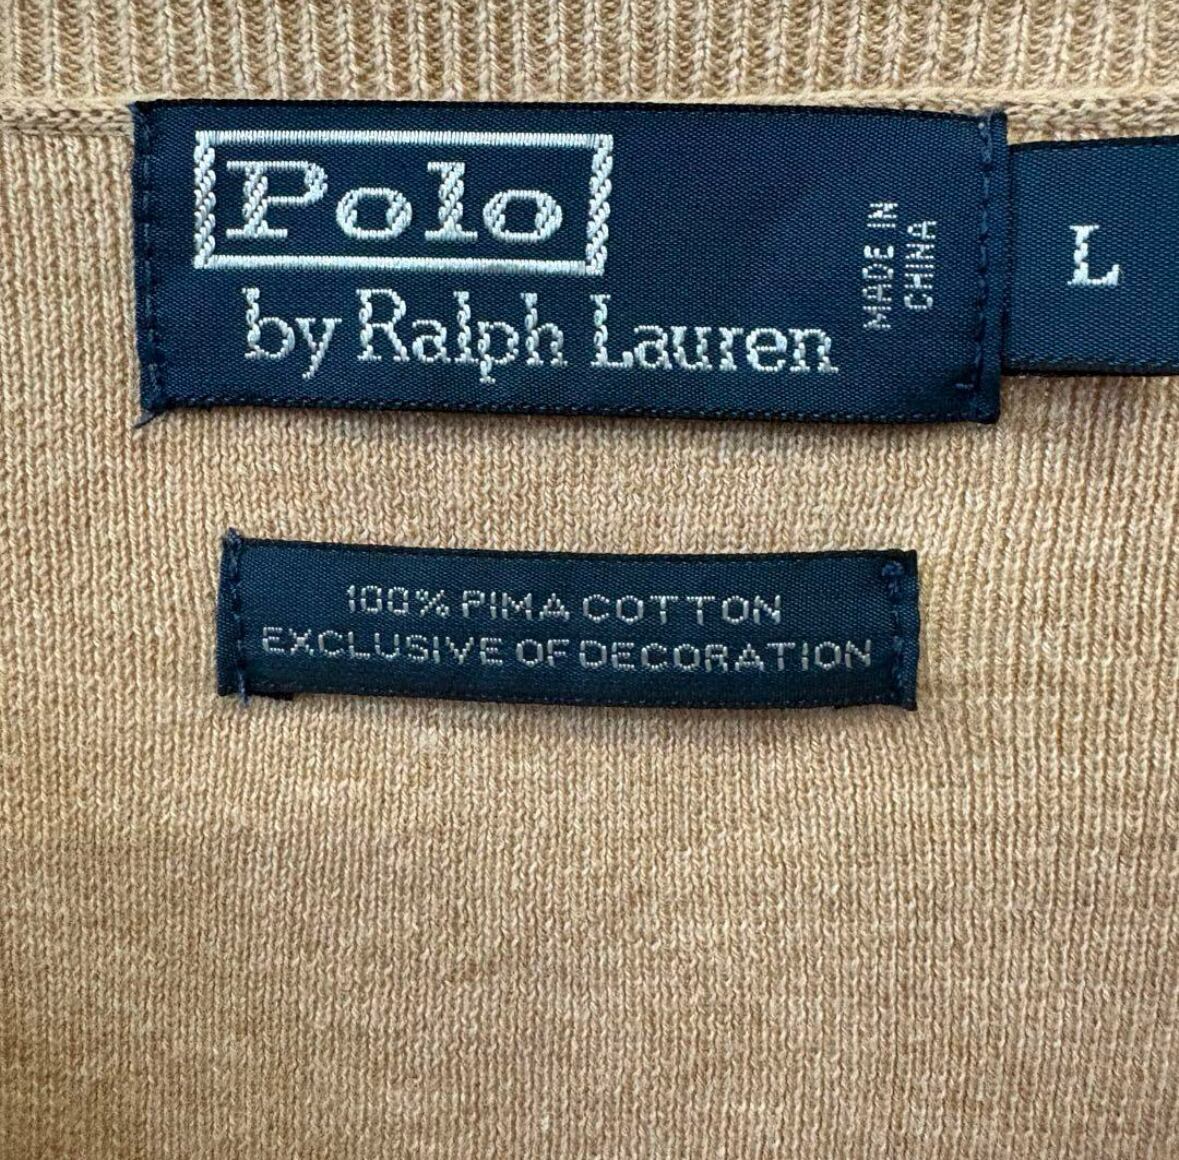 Polo
by Ralph Lauren
MADE IN
CHINA
L
100% PIMA COTTON
EXCLUSIVE OF DECORATION